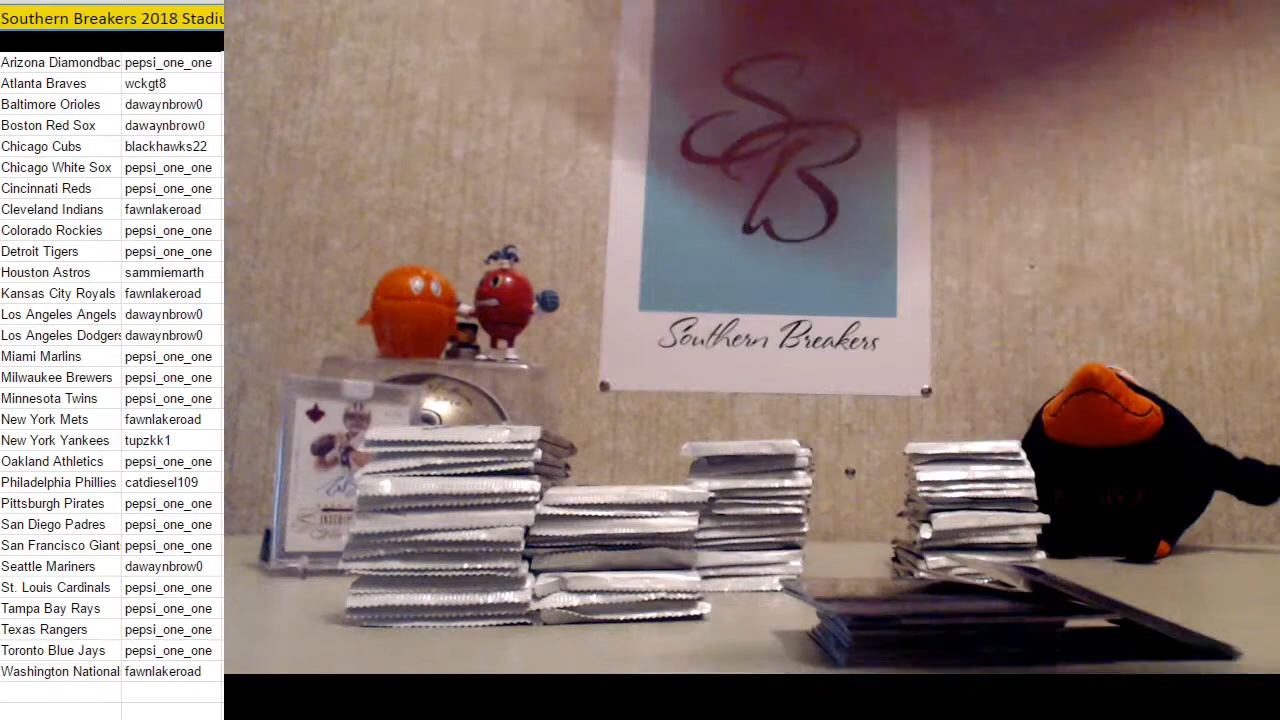 Southern Breakers 2018 Stadiu
Arizona Diamondbac pepsi_one_one
Atlanta Braves wckgt8
Baltimore Orioles dawaynbrow0
Boston Red Sox dawaynbrow0
Chicago Cubs blackhawks22
Chicago White Sox pepsi_one_one
Cincinnati Reds pepsi_one_one
Cleveland Indians fawnlakeroad
Colorado Rockies pepsi_one_one
Detroit Tigers pepsi_one_one
Houston Astros sammiemarth
Kansas City Royals fawnlakeroad
Los Angeles Angels dawaynbrow0
Los Angeles Dodgers dawaynbrow0
Miami Marlins pepsi_one_one
Milwaukee Brewers pepsi_one_one
Minnesota Twins pepsi_one_one
New York Mets fawnlakeroad
New York Yankees tupzkk1
Oakland Athletics pepsi_one_one
Philadelphia Phillies catdiesel109
Pittsburgh Pirates pepsi_one_one
San Diego Padres pepsi_one_one
San Francisco Giant pepsi_one_one
Seattle Mariners dawaynbrow0
St. Louis Cardinals pepsi_one_one
Tampa Bay Rays pepsi_one_one
Texas Rangers pepsi_one_one
Toronto Blue Jays pepsi_one_one
Washington National fawnlakeroad
SB
Southern Breakers